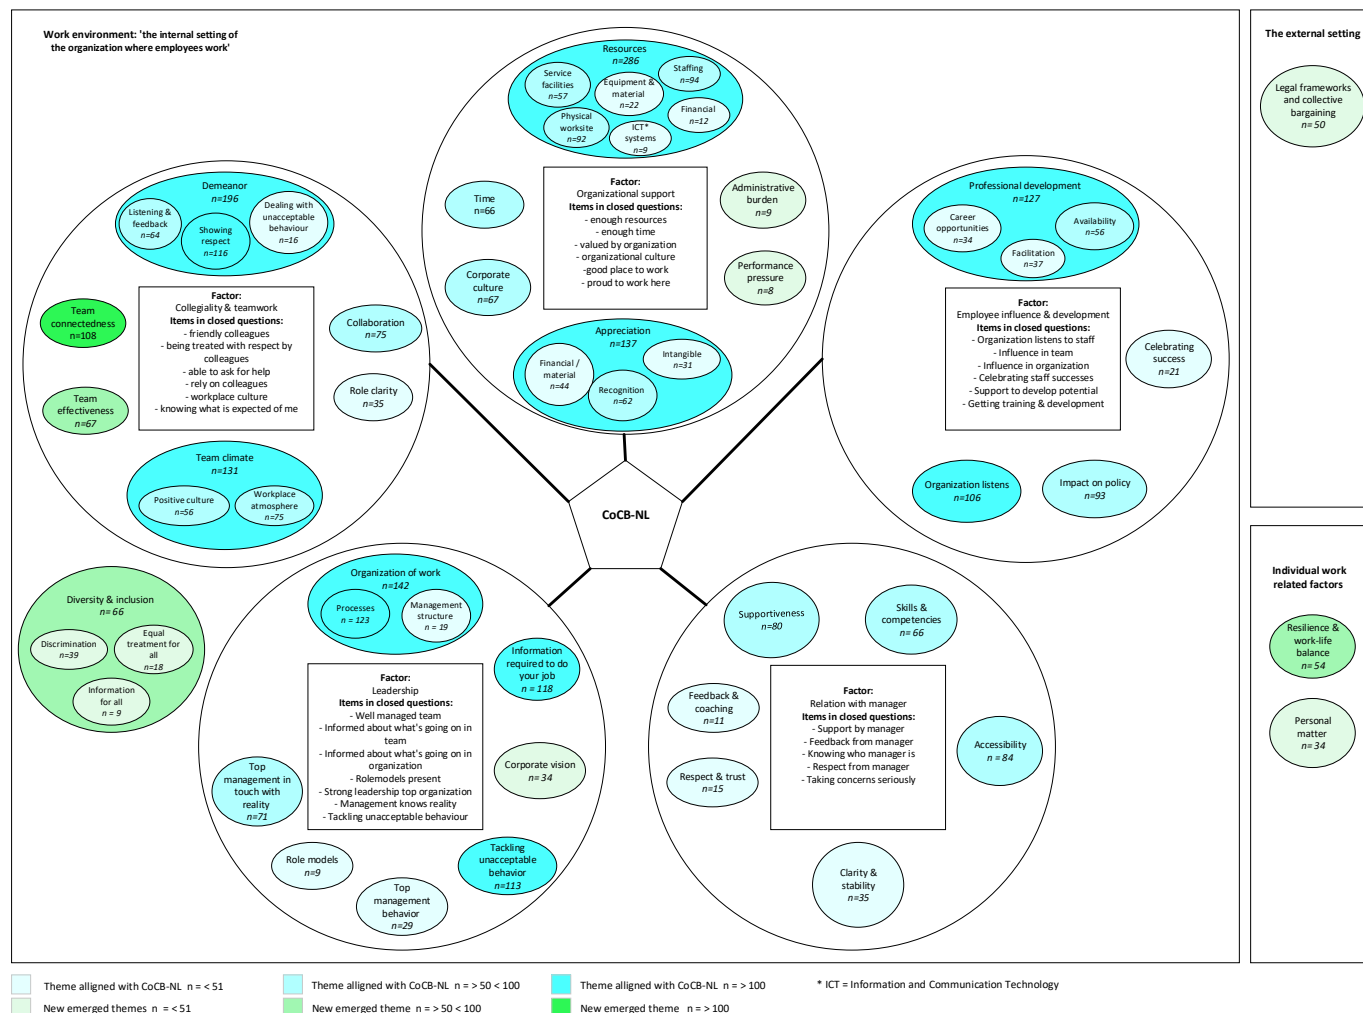 Work environment: 'the internal setting of
the organization where employees work'
The external setting
Legal frameworks
and collective
bargaining
n= 50
Individual work
related factors
Resilience &
work-life
balance
n= 54
Personal
matter
n= 34
Resources
n=286
Service
facilities
n=57
Equipment &
material
n=22
Staffing
n=94
Physical
worksite
n=92
ICT*
systems
n=9
Financial
n=12
Time
n=66
Corporate
culture
n=67
Factor:
Organizational support
Items in closed questions:
- enough resources
- enough time
- valued by organization
- organizational culture
-good place to work
- proud to work here
Administrative
burden
n=9
Performance
pressure
n=8
Appreciation
n=137
Financial /
material
n=44
Recognition
n=62
Intangible
n=31
Demeanor
n=196
Listening &
feedback
n=64
Showing
respect
n=116
Dealing with
unacceptable
behaviour
n=16
Team
connectedness
n=108
Team
effectiveness
n=67
Factor:
Collegiality & teamwork
Items in closed questions:
- friendly colleagues
- being treated with respect by
colleagues
- able to ask for help
- rely on colleagues
- workplace culture
- knowing what is expected of me
Collaboration
n=75
Role clarity
n=35
Team climate
n=131
Positive culture
n=56
Workplace
atmosphere
n=75
Professional development
n=127
Career
opportunities
n=34
Availability
n=56
Facilitation
n=37
Factor:
Employee influence & development
Items in closed questions:
- Organization listens to staff
- Influence in team
- Influence in organization
- Celebrating staff successes
- Support to develop potential
- Getting training & development
Celebrating
success
n=21
Organization listens
n=106
Impact on policy
n=93
CoCB-NL
Diversity & inclusion
n= 66
Discrimination
n=39
Equal
treatment for
all
n=18
Information
for all
n = 9
Organization of work
n=142
Processes
n = 123
Management
structure
n = 19
Information
required to do
your job
n = 118
Factor:
Leadership
Items in closed questions:
- Well managed team
- Informed about what's going on in
team
- Informed about what's going on in
organization
- Rolemodels present
- Strong leadership top organization
- Management knows reality
- Tackling unacceptable behaviour
Corporate vision
n= 34
Top
management in
touch with
reality
n=71
Role models
n=9
Top
management
behavior
n=29
Tackling
unacceptable
behavior
n=113
Supportiveness
n=80
Skills &
competencies
n= 66
Feedback &
coaching
n=11
Respect & trust
n=15
Factor:
Relation with manager
Items in closed questions:
- Support by manager
- Feedback from manager
- Knowing who manager is
- Respect from manager
- Taking concerns seriously
Accessibility
n = 84
Clarity &
stability
n=35
Theme alligned with CoCB-NL n = < 51
Theme alligned with CoCB-NL n = > 50 < 100
Theme alligned with CoCB-NL n = > 100
* ICT = Information and Communication Technology
New emerged themes n = < 51
New emerged theme n = > 50 < 100
New emerged theme n = > 100